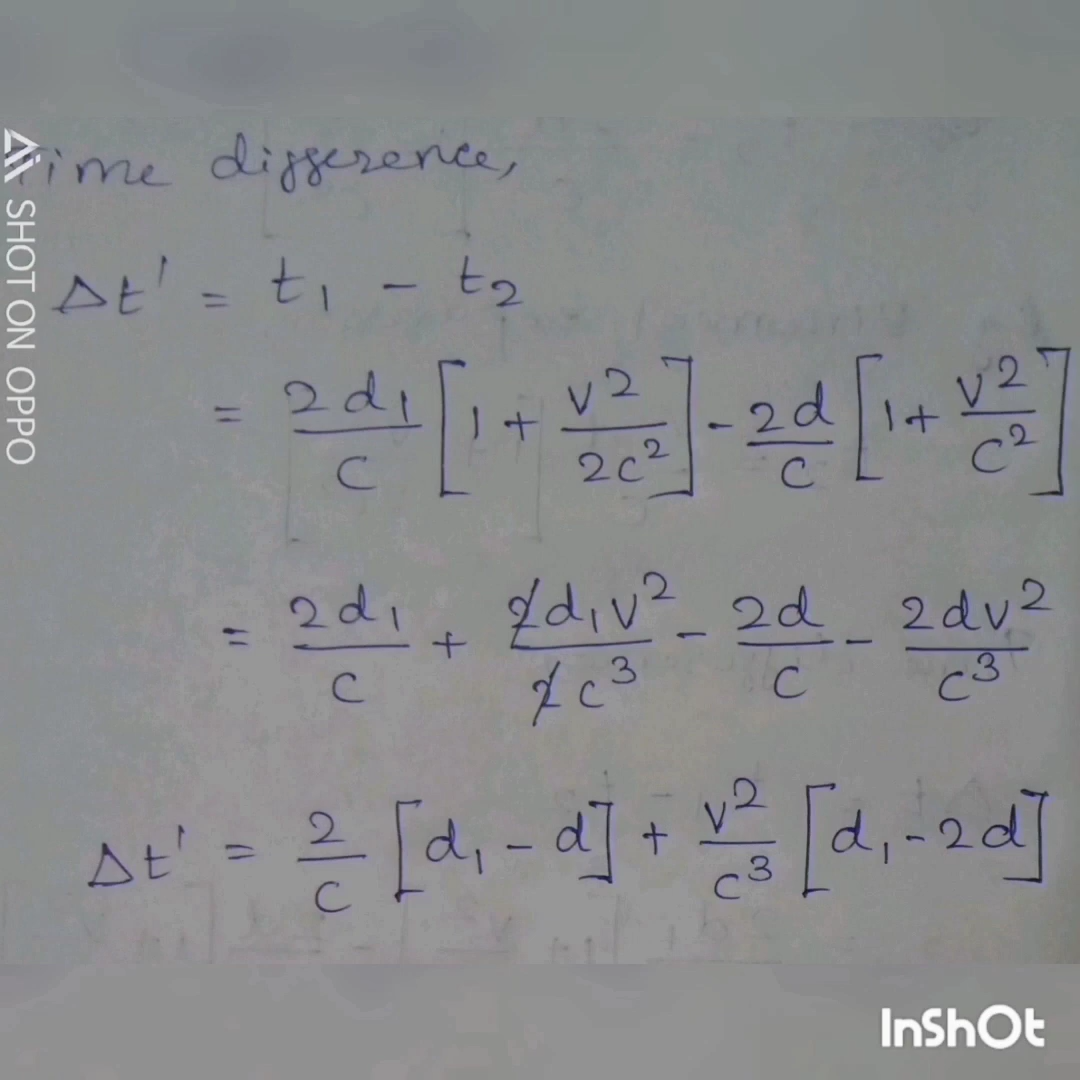 Time difference,
Δt' = t₁ - t₂
= 2d₁/c [1 + v²/2c²] - 2d/c [1 + v²/c²]
= 2d₁/c + 2d₁v²/2c³ - 2d/c - 2dv²/c³
Δt' = 2/c [d₁ - d] + v²/c³ [d₁ - 2d]
SHOT ON OPPO
InShOt